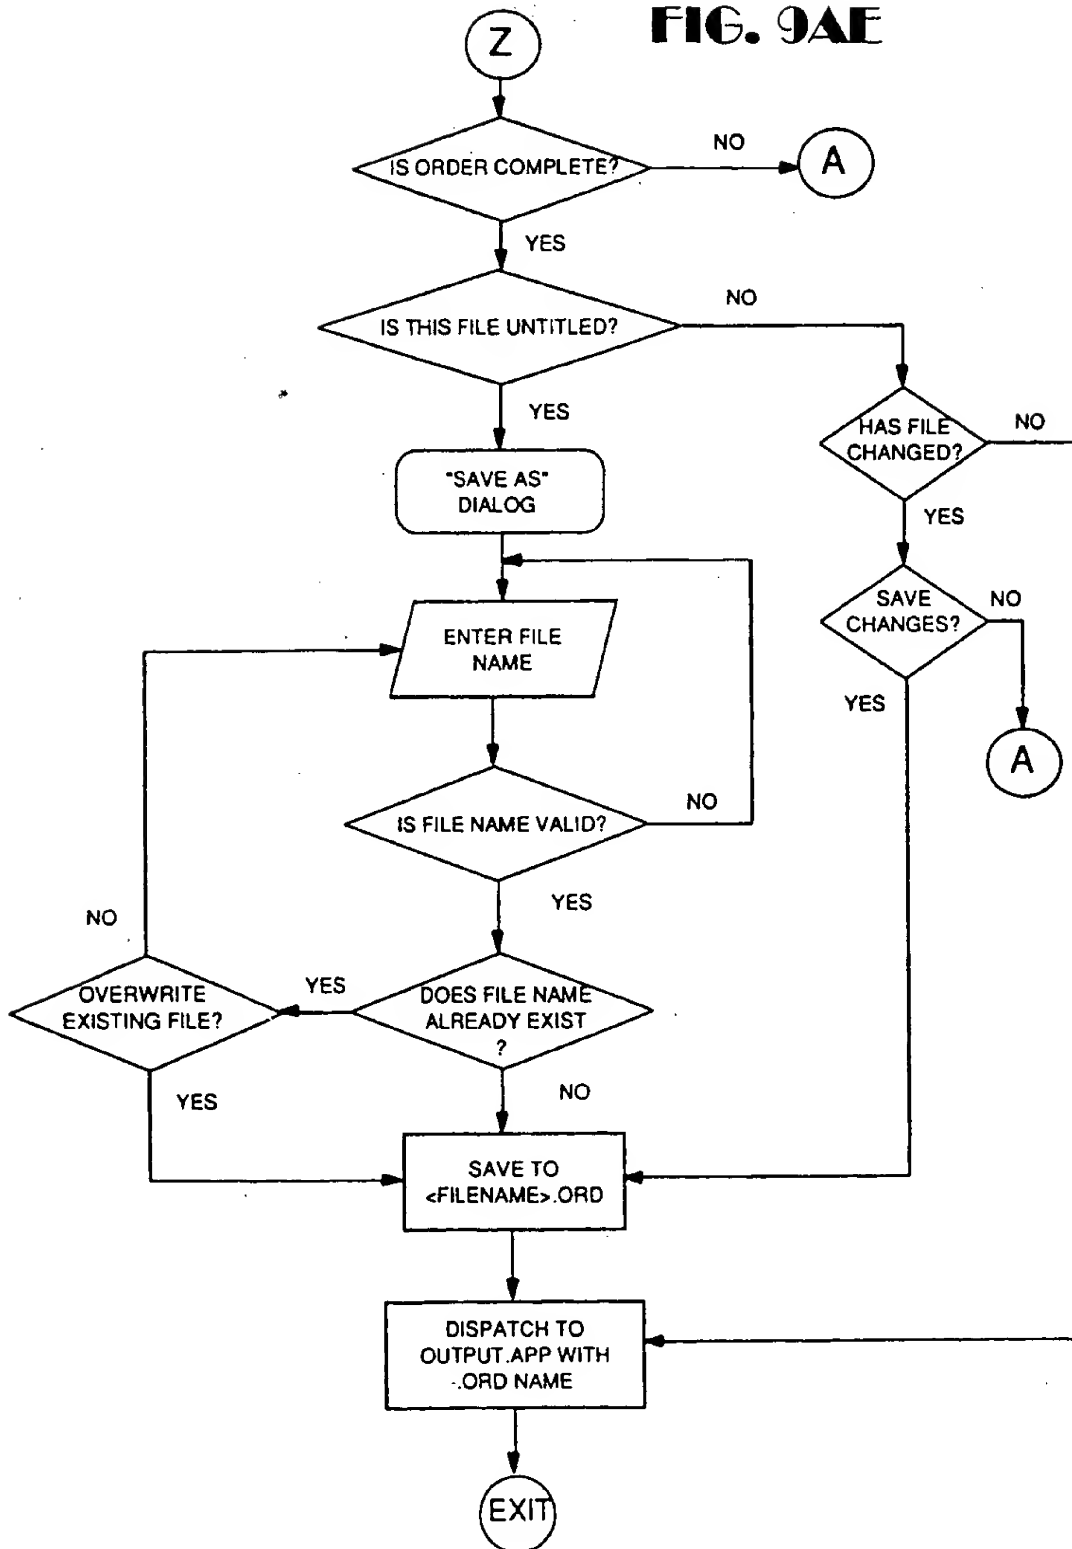 FIG. 9AE
Z
IS ORDER COMPLETE?
NO
A
YES
IS THIS FILE UNTITLED?
NO
YES
HAS FILE
CHANGED?
NO
"SAVE AS"
DIALOG
YES
SAVE
CHANGES?
NO
ENTER FILE
NAME
YES
A
IS FILE NAME VALID?
NO
YES
NO
OVERWRITE
EXISTING FILE?
YES
DOES FILE NAME
ALREADY EXIST
?
YES
NO
SAVE TO
<FILENAME>.ORD
DISPATCH TO
OUTPUT.APP WITH
.ORD NAME
EXIT